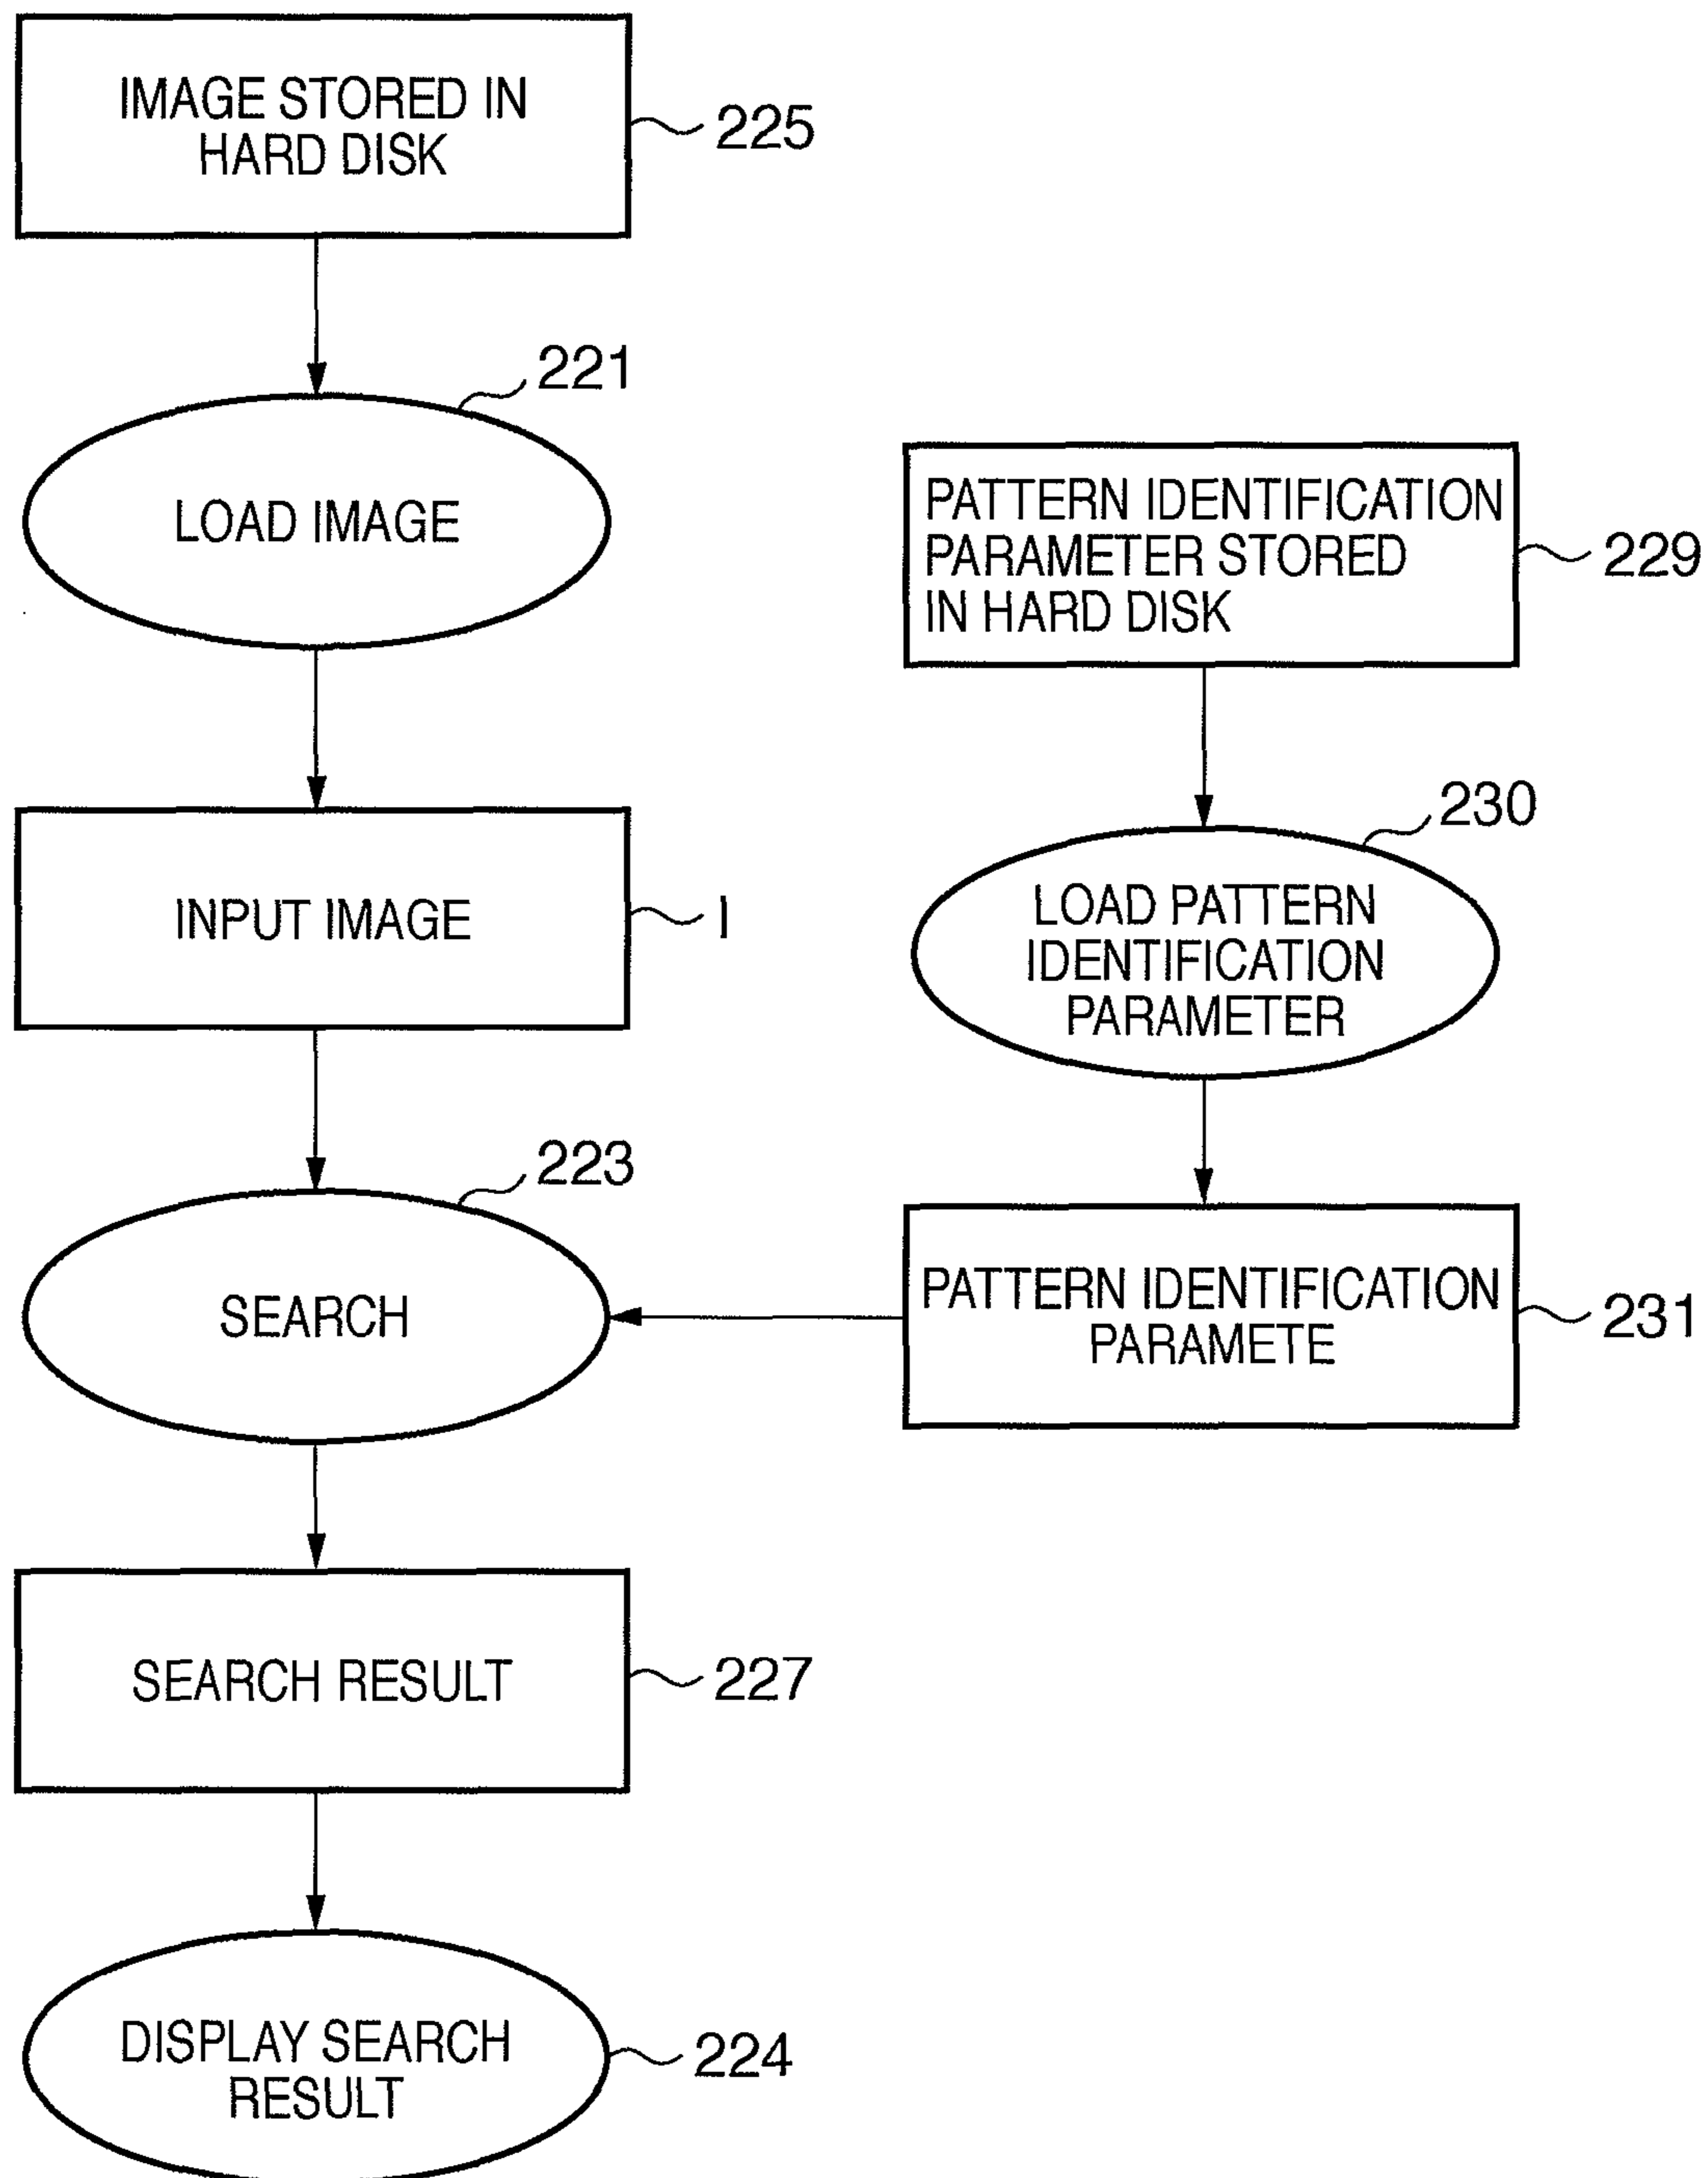 IMAGE STORED IN
HARD DISK
225
221
LOAD IMAGE
PATTERN IDENTIFICATION
PARAMETER STORED
IN HARD DISK
229
230
INPUT IMAGE
I
LOAD PATTERN
IDENTIFICATION
PARAMETER
223
SEARCH
PATTERN IDENTIFICATION
PARAMETE
231
SEARCH RESULT
227
DISPLAY SEARCH
RESULT
224